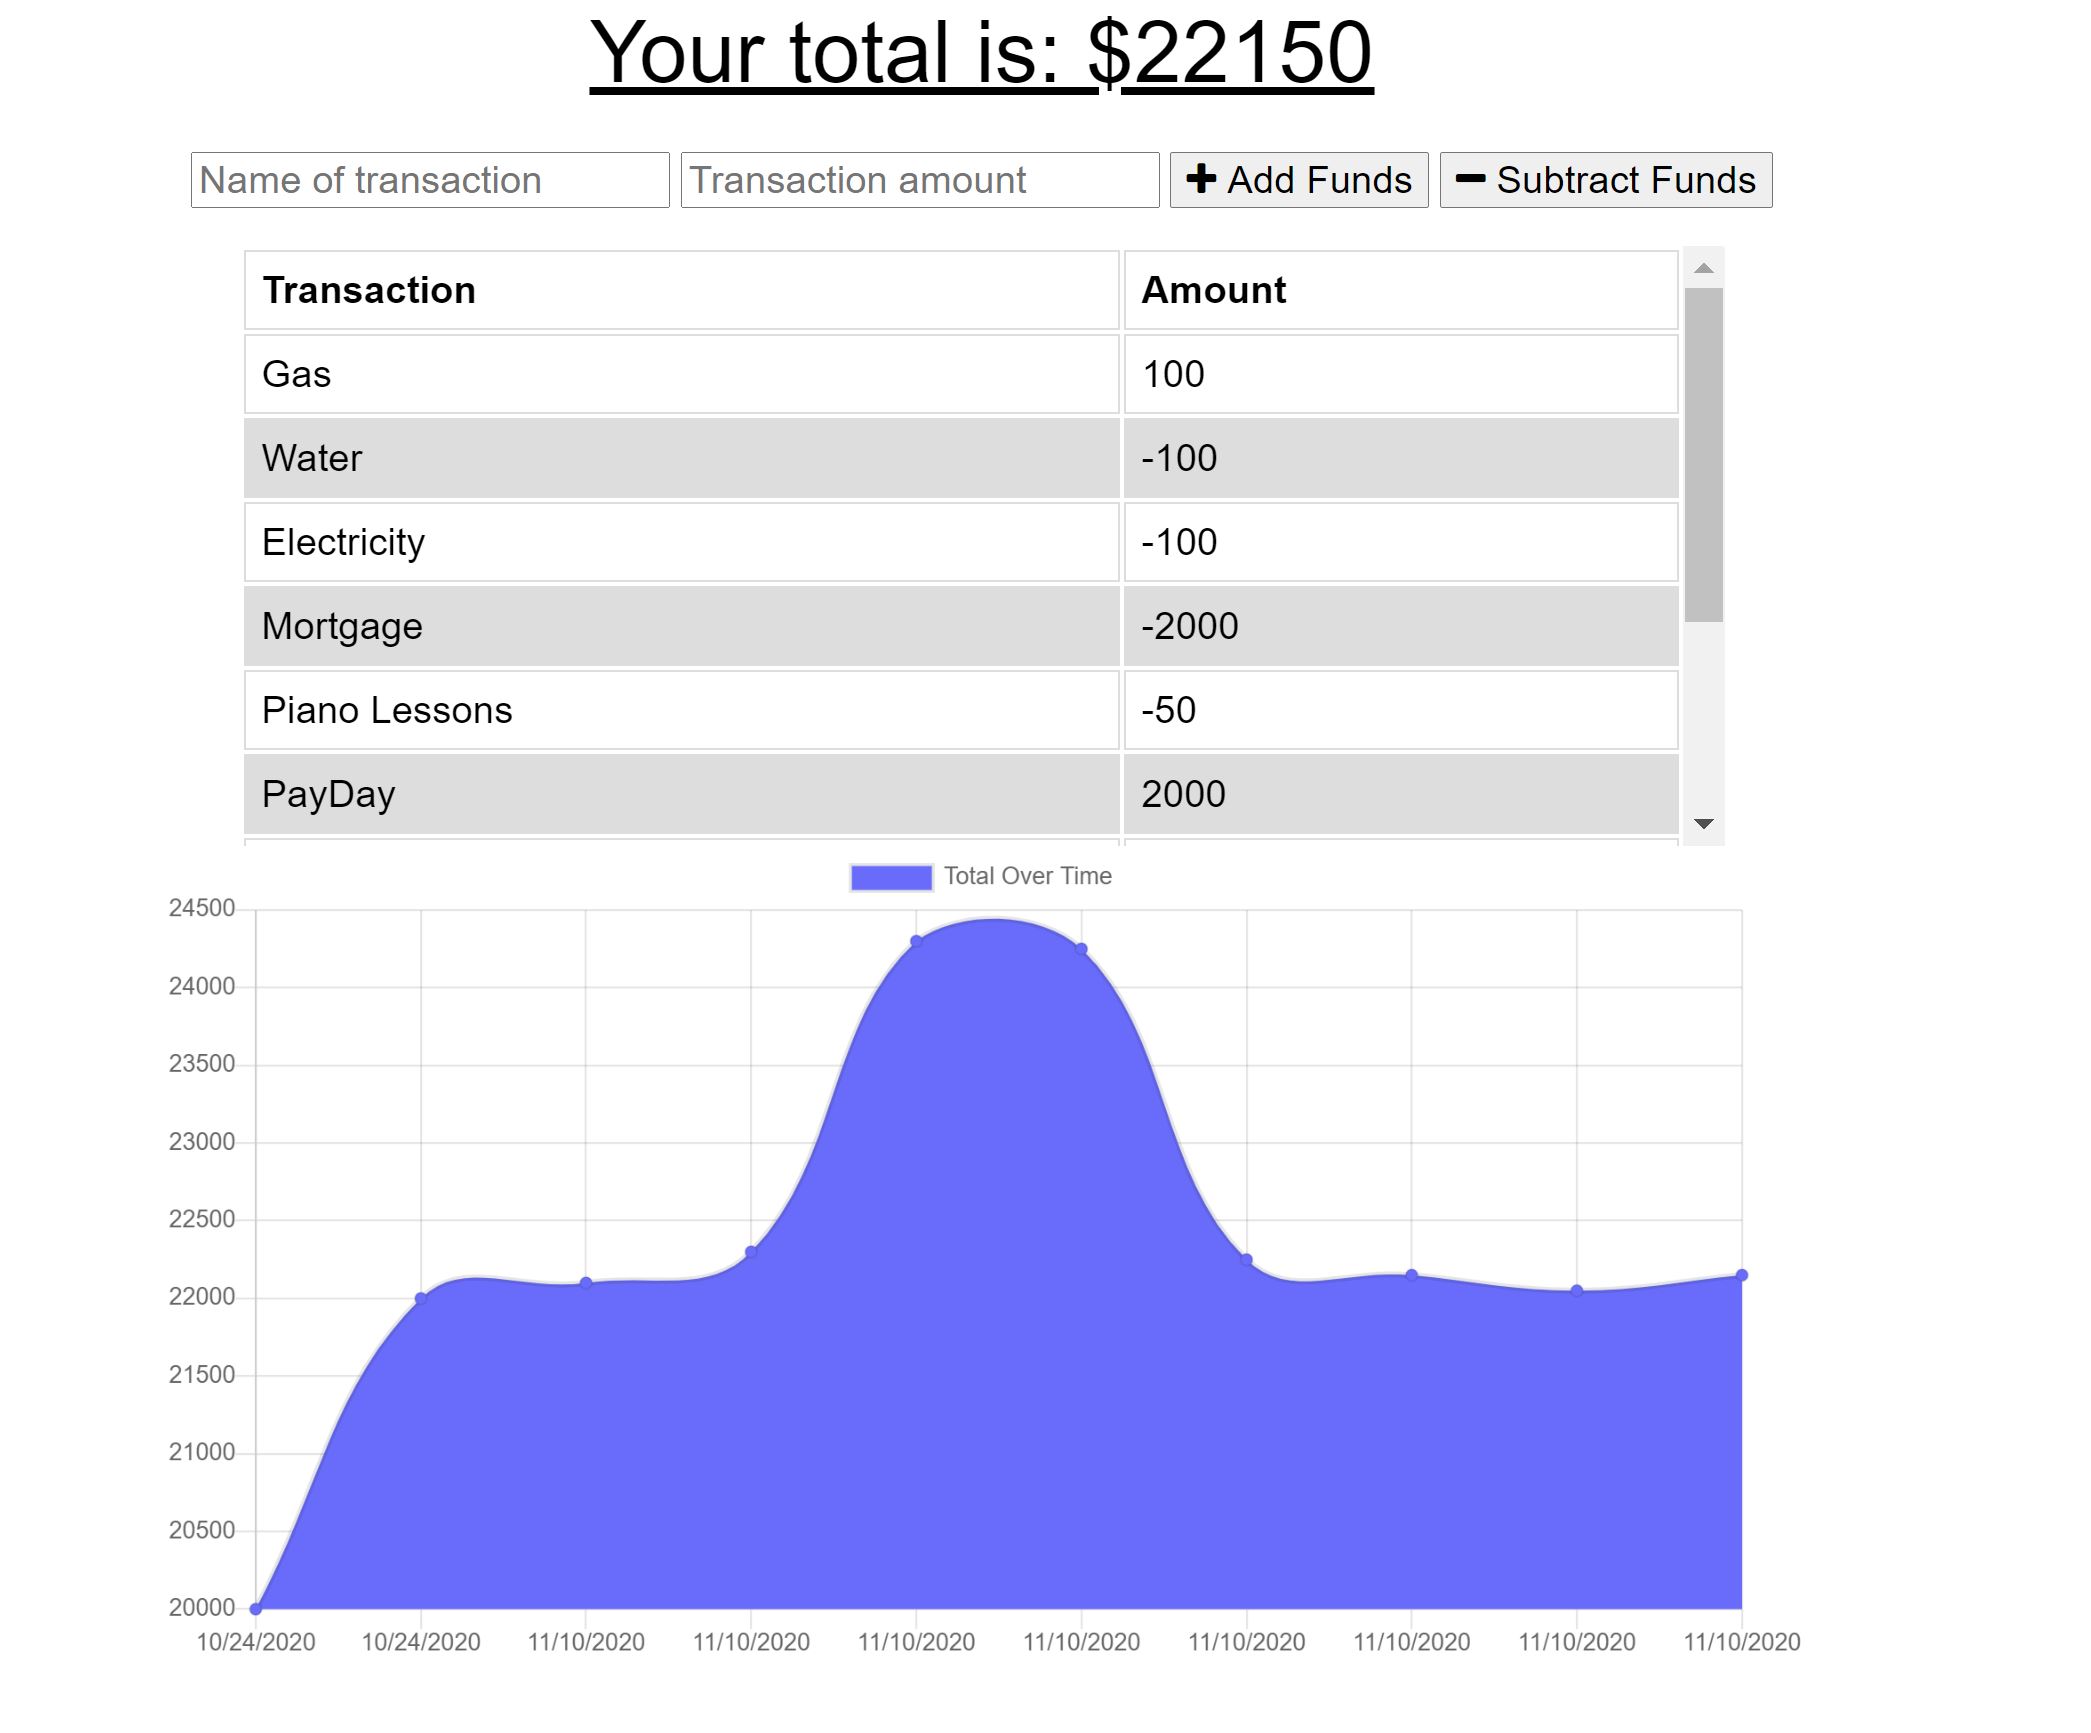 Your total is: $22150
Name of transaction Transaction amount Add Funds Subtract Funds
Transaction Amount
Gas 100
Water -100
Electricity -100
Mortgage -2000
Piano Lessons -50
PayDay 2000
Total Over Time
24500
24000
23500
23000
22500
22000
21500
21000
20500
20000
10/24/2020 10/24/2020 11/10/2020 11/10/2020 11/10/2020 11/10/2020 11/10/2020 11/10/2020 11/10/2020 11/10/2020